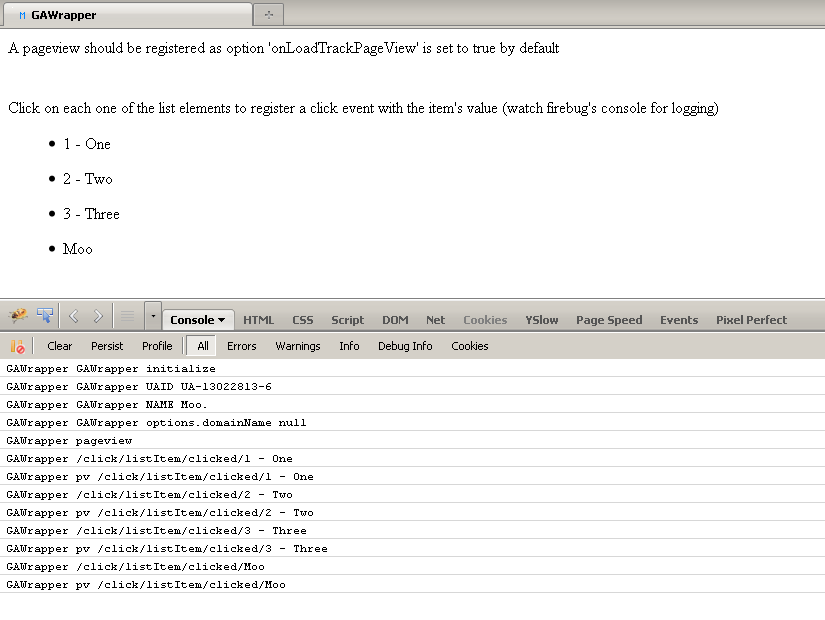 GAWrapper
A pageview should be registered as option 'onLoadTrackPageView' is set to true by default
Click on each one of the list elements to register a click event with the item's value (watch firebug's console for logging)
1 - One
2 - Two
3 - Three
Moo
Console HTML CSS Script DOM Net Cookies YSlow Page Speed Events Pixel Perfect
Clear Persist Profile All Errors Warnings Info Debug Info Cookies
GAWrapper GAWrapper initialize
GAWrapper GAWrapper UAID UA-13022813-6
GAWrapper GAWrapper NAME Moo.
GAWrapper GAWrapper options.domainName null
GAWrapper pageview
GAWrapper /click/listItem/clicked/1 - One
GAWrapper pv /click/listItem/clicked/1 - One
GAWrapper /click/listItem/clicked/2 - Two
GAWrapper pv /click/listItem/clicked/2 - Two
GAWrapper /click/listItem/clicked/3 - Three
GAWrapper pv /click/listItem/clicked/3 - Three
GAWrapper /click/listItem/clicked/Moo
GAWrapper pv /click/listItem/clicked/Moo